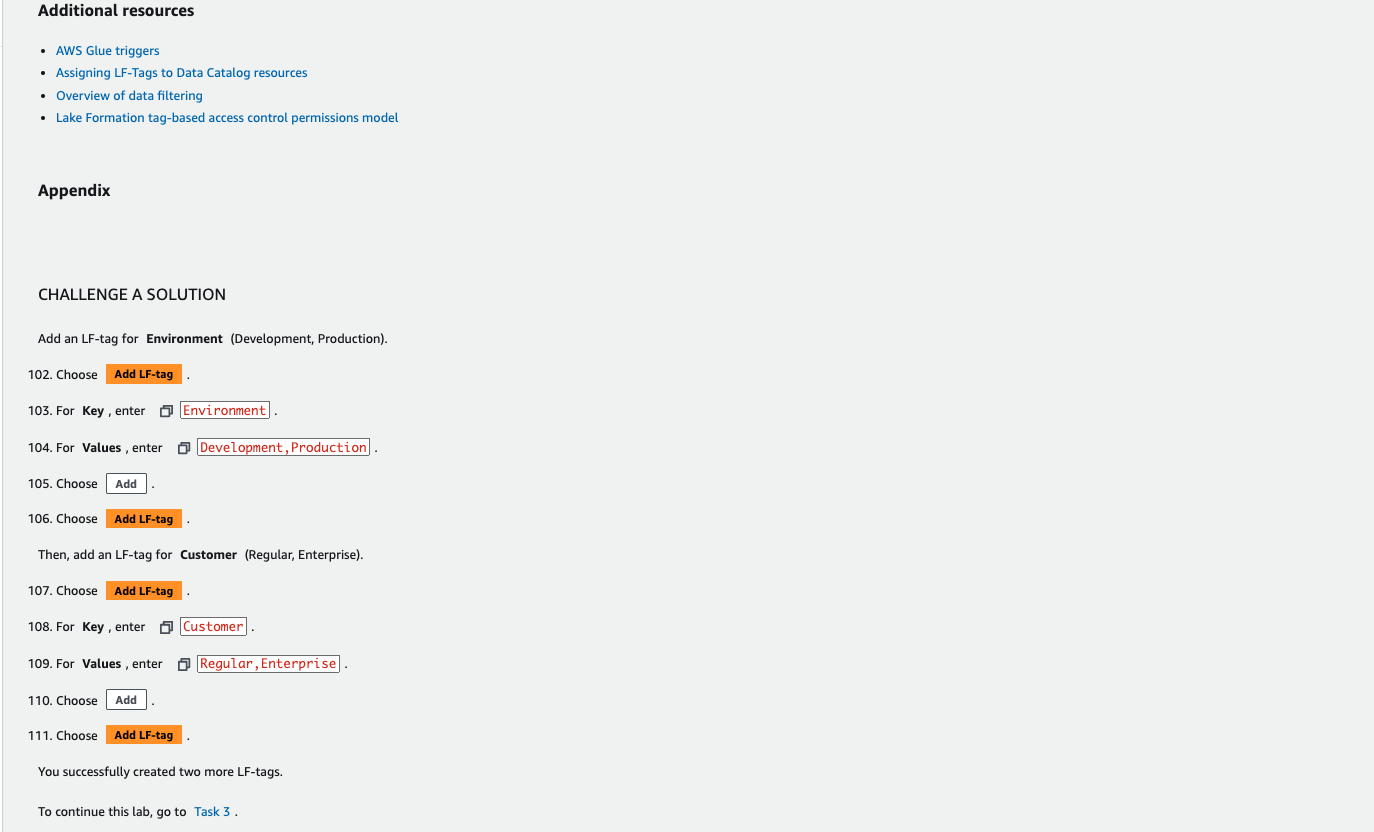 Additional resources
• AWS Glue triggers
• Assigning LF-Tags to Data Catalog resources
• Overview of data filtering
• Lake Formation tag-based access control permissions model
Appendix
CHALLENGE A SOLUTION
Add an LF-tag for Environment (Development, Production).
102. Choose Add LF-tag .
103. For Key , enter Environment .
104. For Values , enter Development,Production .
105. Choose Add .
106. Choose Add LF-tag .
Then, add an LF-tag for Customer (Regular, Enterprise).
107. Choose Add LF-tag .
108. For Key , enter Customer .
109. For Values , enter Regular,Enterprise .
110. Choose Add .
111. Choose Add LF-tag .
You successfully created two more LF-tags.
To continue this lab, go to Task 3 .